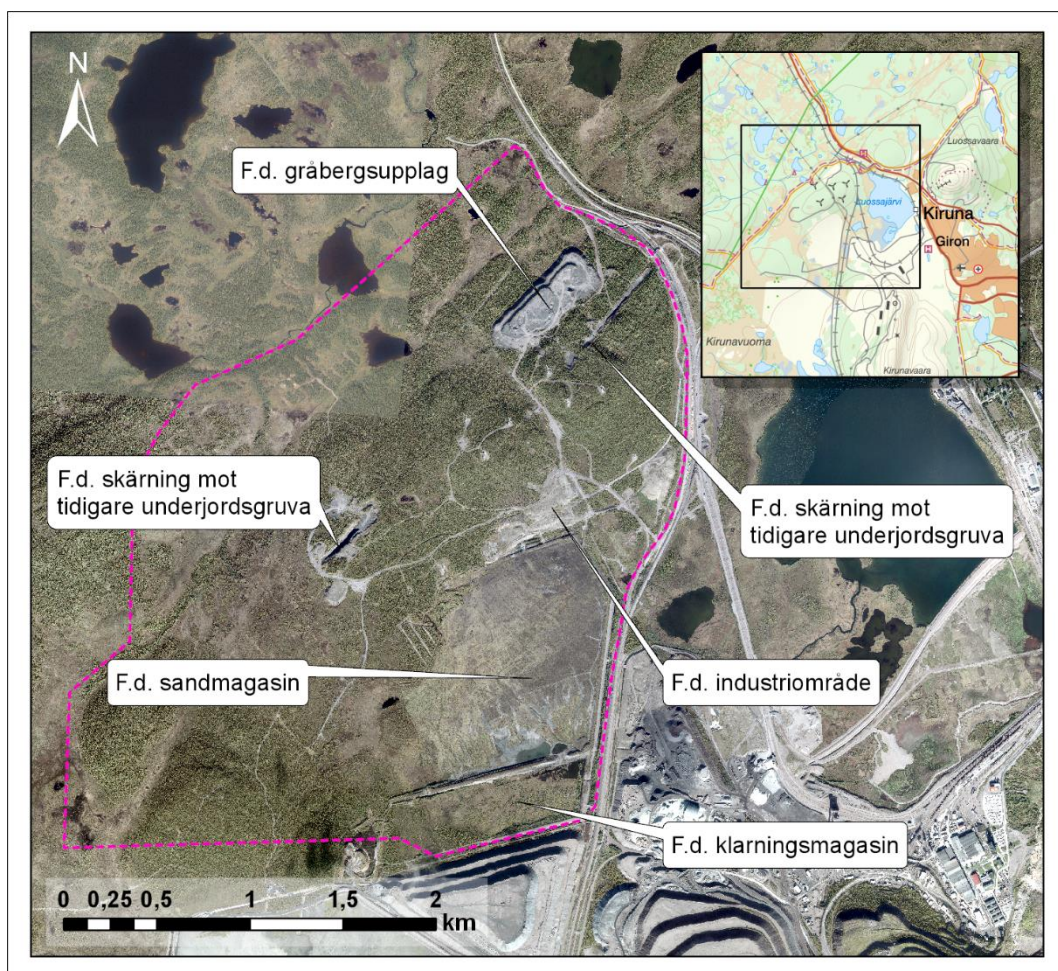 N
F.d. gråbergsupplag
Luossavaara
Luossajärvi
Kiruna
Giron
Kirunavuoma
Kirunavaara
F.d. skärning mot
tidigare underjordsgruva
F.d. skärning mot
tidigare underjordsgruva
F.d. sandmagasin
F.d. industriområde
F.d. klarningsmagasin
0 0,25 0,5 1 1,5 2
km